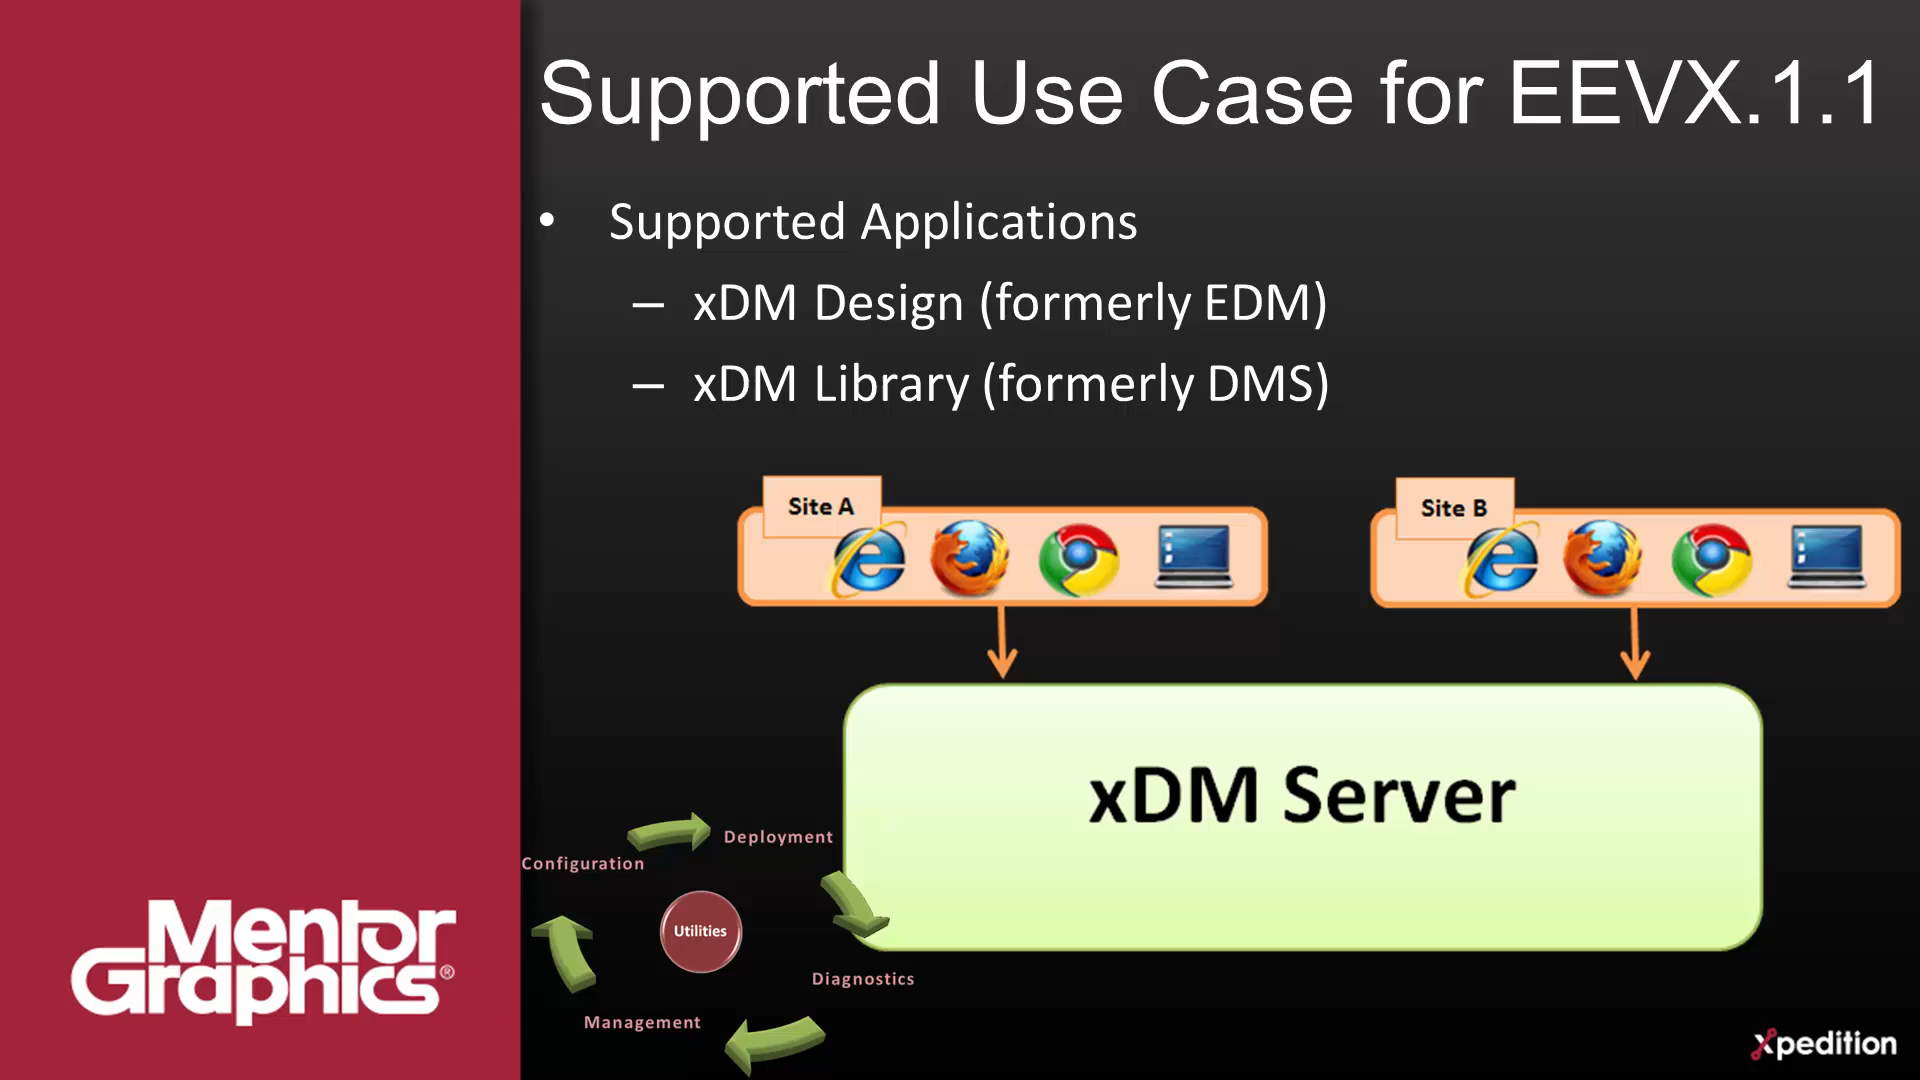 Supported Use Case for EEVX.1.1
• Supported Applications
– xDM Design (formerly EDM)
– xDM Library (formerly DMS)
Site A
Site B
xDM Server
Deployment
Configuration
Utilities
Diagnostics
Management
Mentor
Graphics®
Xpedition